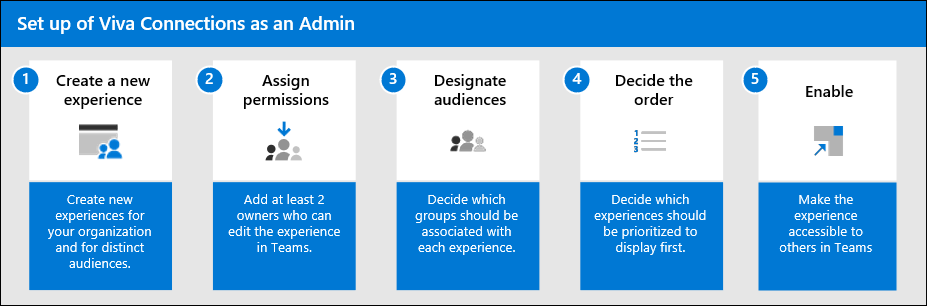 Set up of Viva Connections as an Admin
1
Create a new
experience
Create new
experiences for
your organization
and for distinct
audiences.
2
Assign
permissions
Add at least 2
owners who can
edit the experience
in Teams.
3
Designate
audiences
Decide which
groups should be
associated with
each experience.
4
Decide the
order
1
2
3
Decide which
experiences should
be prioritized to
display first.
5
Enable
Make the
experience
accessible to
others in Teams